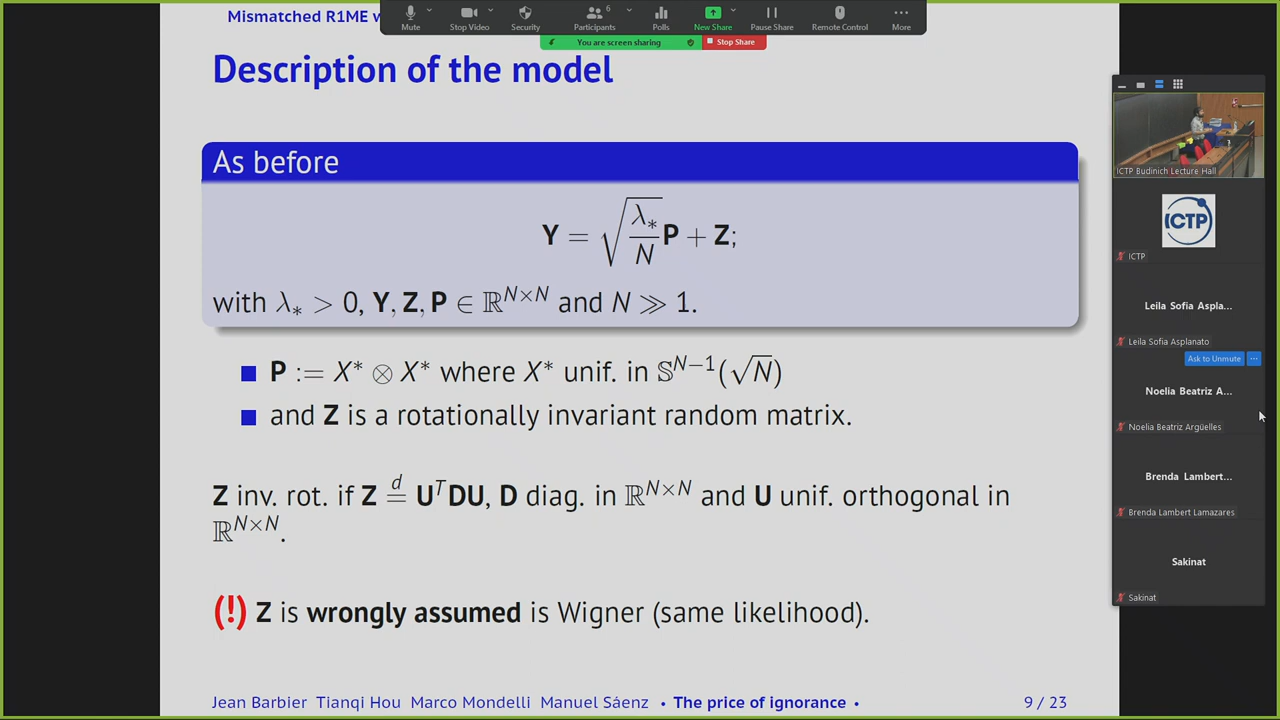 Mismatched R1ME w
Mute
Stop Video
Security
Participants
6
Polls
New Share
Pause Share
Remote Control
More
You are screen sharing
Stop Share
Description of the model
As before
Y = √(λ∗/N) P + Z;
with λ∗ > 0, Y, Z, P ∈ ℝ^{N×N} and N ≫ 1.
P := X* ⊗ X* where X* unif. in 𝕊^{N−1}(√N)
and Z is a rotationally invariant random matrix.
Z inv. rot. if Z =^d U^T DU, D diag. in ℝ^{N×N} and U unif. orthogonal in
ℝ^{N×N}.
(!) Z is wrongly assumed is Wigner (same likelihood).
Jean Barbier Tianqi Hou Marco Mondelli Manuel Sáenz • The price of ignorance •
9 / 23
ICTP Budinich Lecture Hall
ICTP
ICTP
Leila Sofia Aspla...
Leila Sofia Asplanato
Ask to Unmute
...
Noelia Beatriz A...
Noelia Beatriz Argüelles
Brenda Lambert...
Brenda Lambert Lamazares
Sakinat
Sakinat